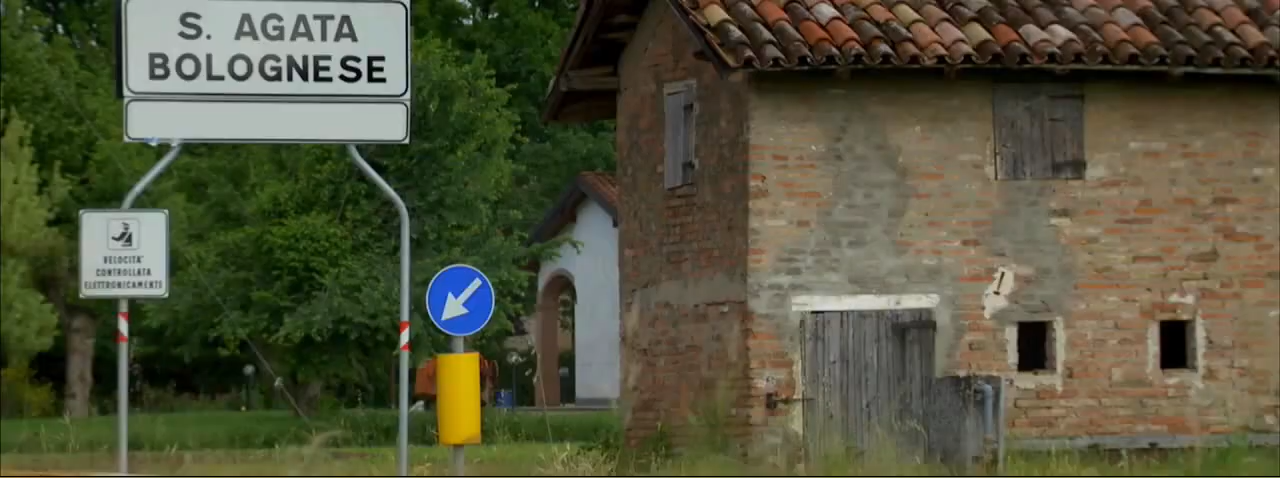 S. AGATA
BOLOGNESE
VELOCITA'
CONTROLLATA
ELETTRONICAMENTE